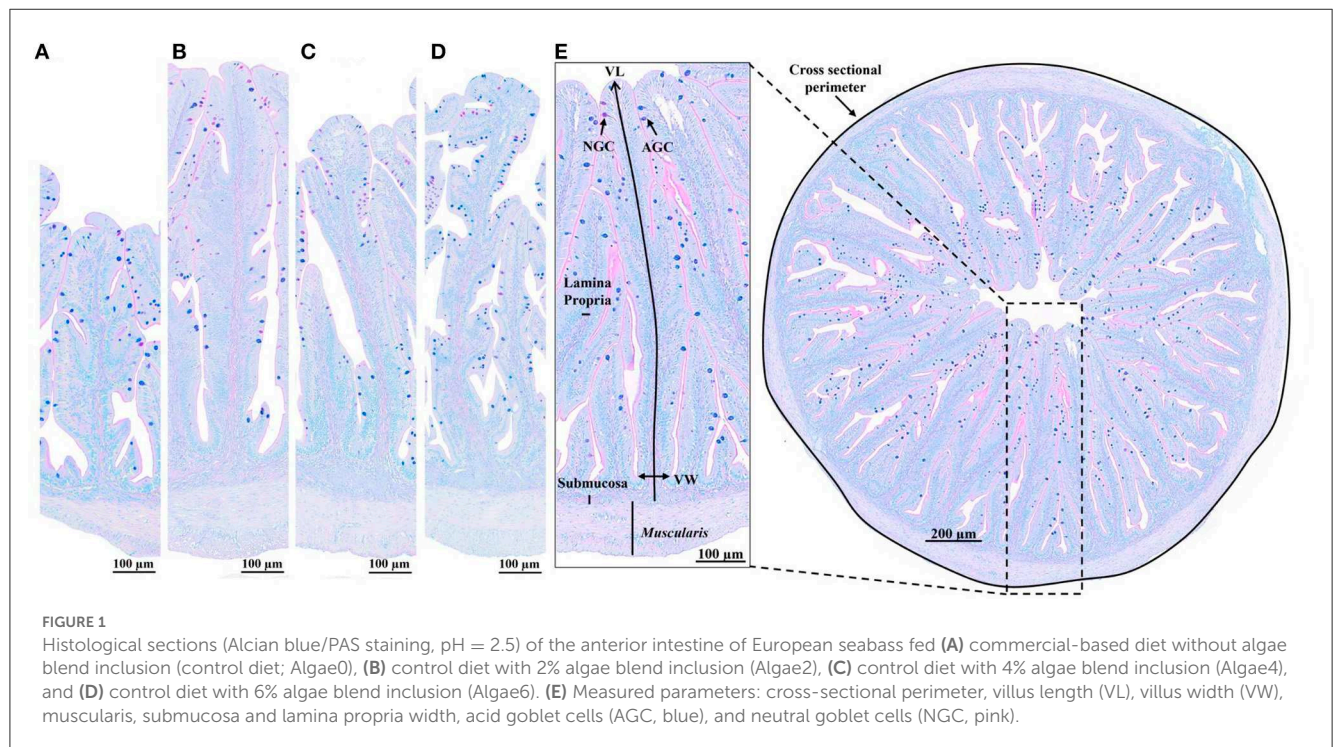 A
B
C
D
E
VL
NGC
AGC
Lamina
Propria
Submucosa
VW
Muscularis
100 µm
100 µm
100 µm
100 µm
100 µm
Cross sectional
perimeter
200 µm
FIGURE 1
Histological sections (Alcian blue/PAS staining, pH = 2.5) of the anterior intestine of European seabass fed (A) commercial-based diet without algae
blend inclusion (control diet; Algae0), (B) control diet with 2% algae blend inclusion (Algae2), (C) control diet with 4% algae blend inclusion (Algae4),
and (D) control diet with 6% algae blend inclusion (Algae6). (E) Measured parameters: cross-sectional perimeter, villus length (VL), villus width (VW),
muscularis, submucosa and lamina propria width, acid goblet cells (AGC, blue), and neutral goblet cells (NGC, pink).